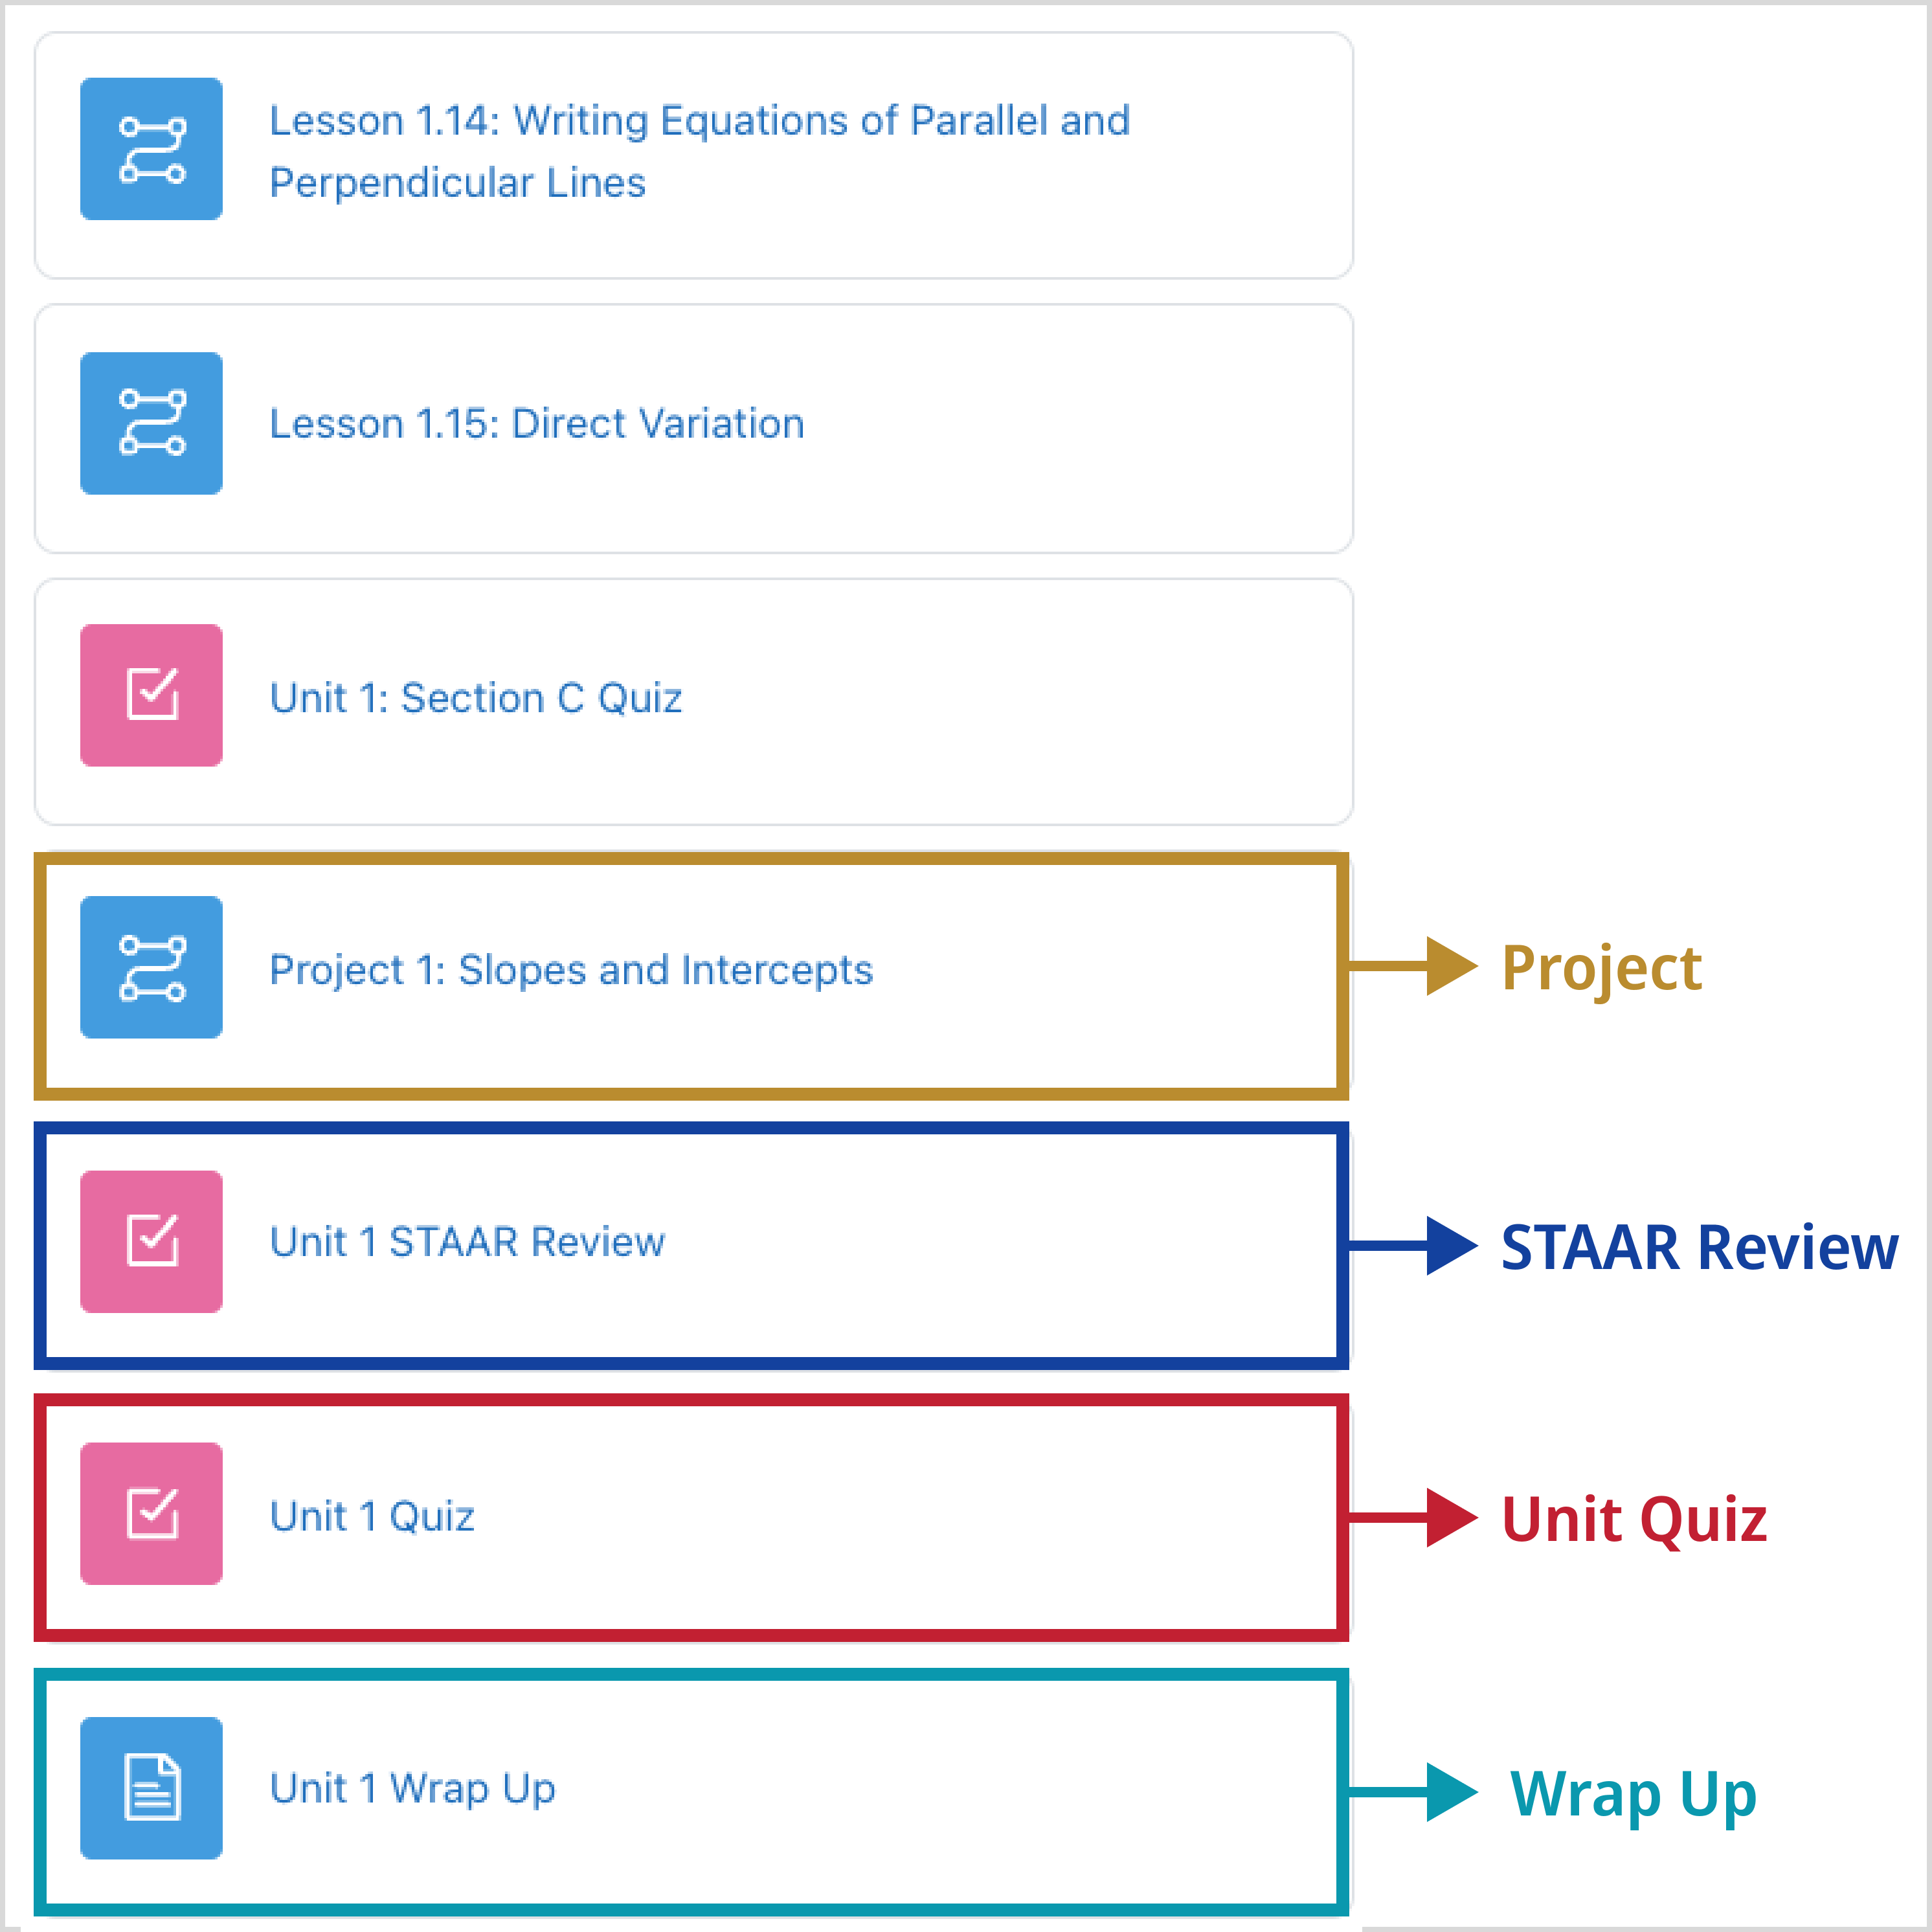 Lesson 1.14: Writing Equations of Parallel and
Perpendicular Lines
Lesson 1.15: Direct Variation
Unit 1: Section C Quiz
Project 1: Slopes and Intercepts
Project
Unit 1 STAAR Review
STAAR Review
Unit 1 Quiz
Unit Quiz
Unit 1 Wrap Up
Wrap Up